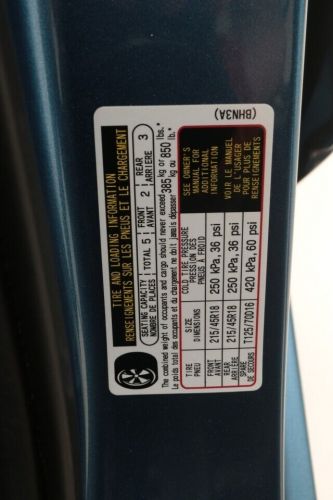 TIRE AND LOADING INFORMATION
RENSEIGNEMENTS SUR LES PNEUS ET LE CHARGEMENT
SEATING CAPACITY
NOMBRE DE PLACES
TOTAL 5
FRONT
AVANT
2
REAR
ARRIÈRE
3
The combined weight of occupants and cargo should never exceed
Le poids total des occupants et du chargement ne doit jamais dépasser
385 kg or 850 lbs.
kg ou lb.
TIRE
PNEU
SIZE
DIMENSIONS
COLD TIRE PRESSURE
PRESSION DES
PNEUS À FROID
FRONT
AVANT
215/45R18
250 kPa, 36 psi
REAR
ARRIÈRE
215/45R18
250 kPa, 36 psi
SPARE
DE SECOURS
T125/70D16
420 kPa, 60 psi
SEE OWNER'S
MANUAL FOR
ADDITIONAL
INFORMATION
VOIR LE MANUEL
DE L'USAGER
POUR PLUS DE
RENSEIGNEMENTS
(BHN3A)